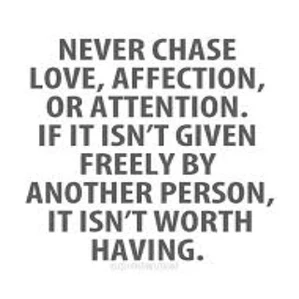 NEVER CHASE
LOVE, AFFECTION,
OR ATTENTION.
IF IT ISN'T GIVEN
FREELY BY
ANOTHER PERSON,
IT ISN'T WORTH
HAVING.